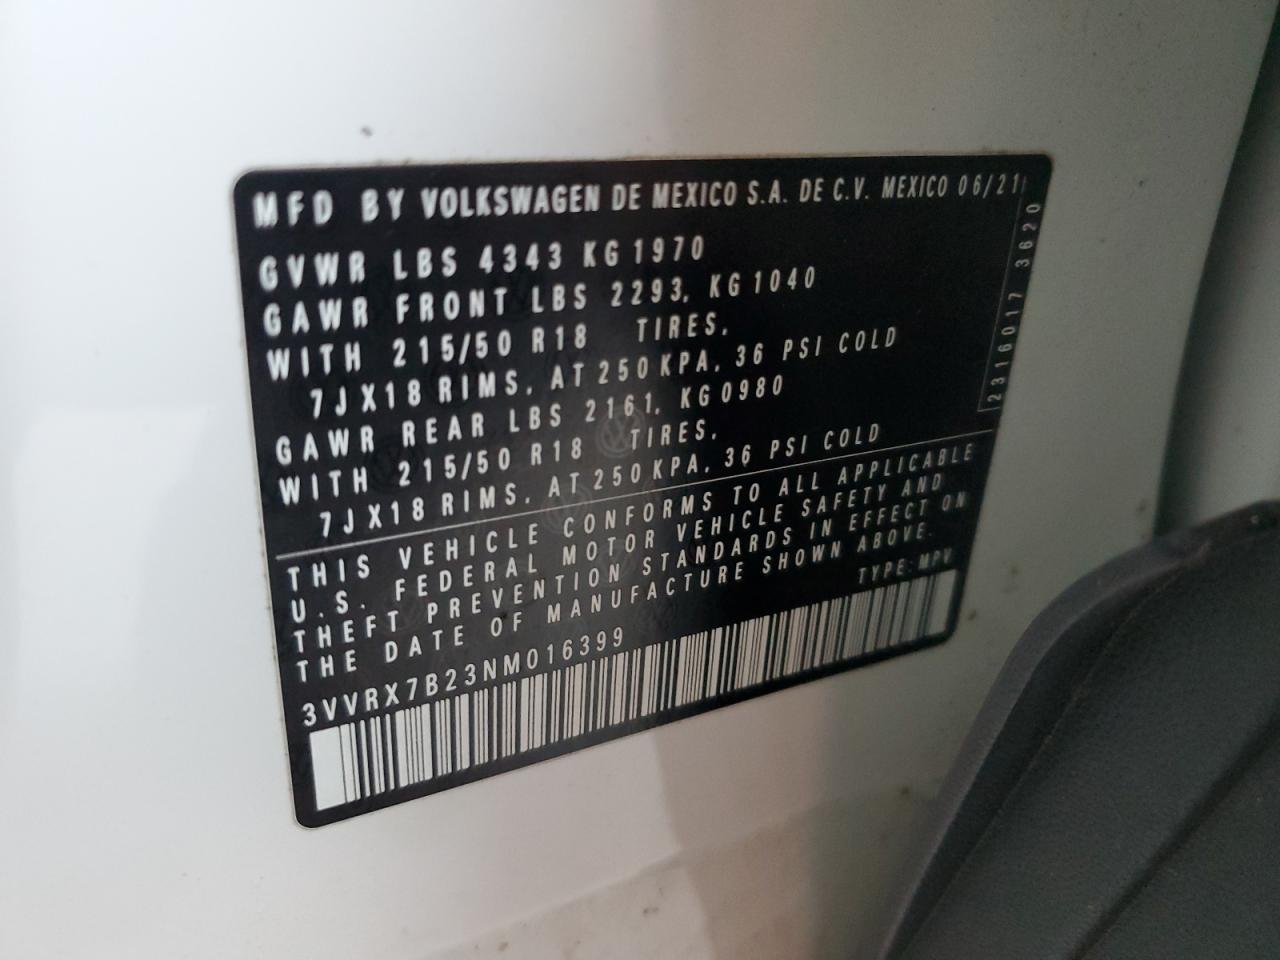 MFD BY VOLKSWAGEN DE MEXICO S.A. DE C.V. MEXICO 06/21
GVWR LBS 4343 KG 1970
GAWR FRONT LBS 2293, KG 1040
WITH 215/50 R18 TIRES,
7JX18 RIMS, AT 250 KPA, 36 PSI COLD
GAWR REAR LBS 2161, KG 0980
WITH 215/50 R18 TIRES,
7JX18 RIMS, AT 250 KPA, 36 PSI COLD
2316017 3620
THIS VEHICLE CONFORMS TO ALL APPLICABLE
U.S. FEDERAL MOTOR VEHICLE SAFETY AND
THEFT PREVENTION STANDARDS IN EFFECT ON
THE DATE OF MANUFACTURE SHOWN ABOVE.
3VVRX7B23NM016399 TYPE: MPV